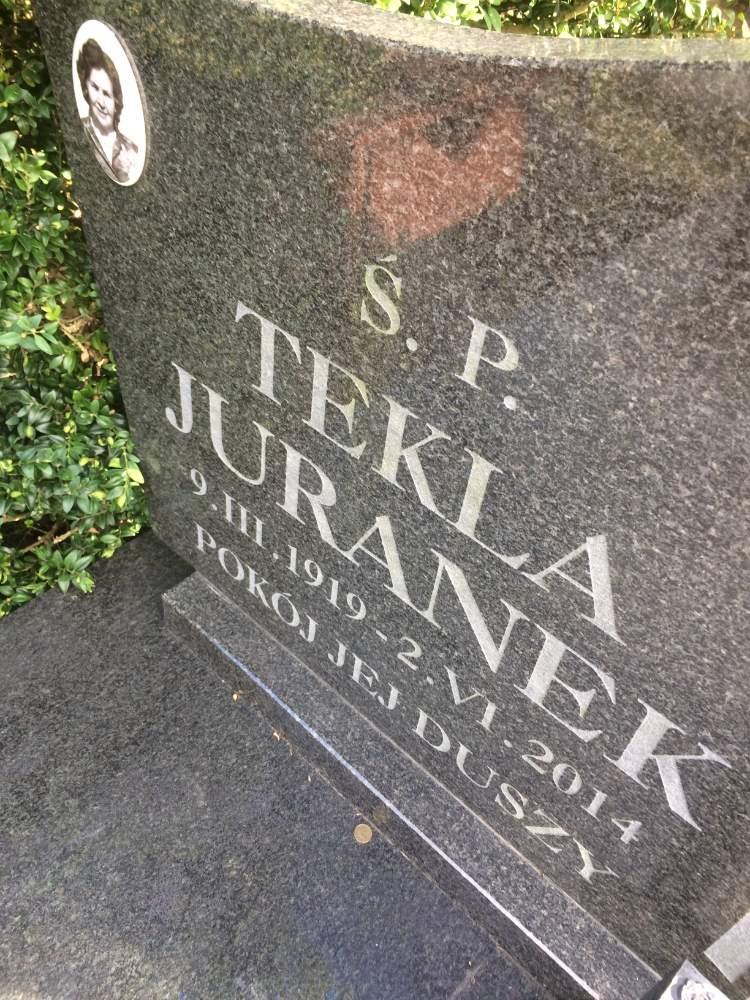 Ś. P.
TEKLA
JURANEK
9. III. 1919 - 2. VI. 2014
POKÓJ JEJ DUSZY